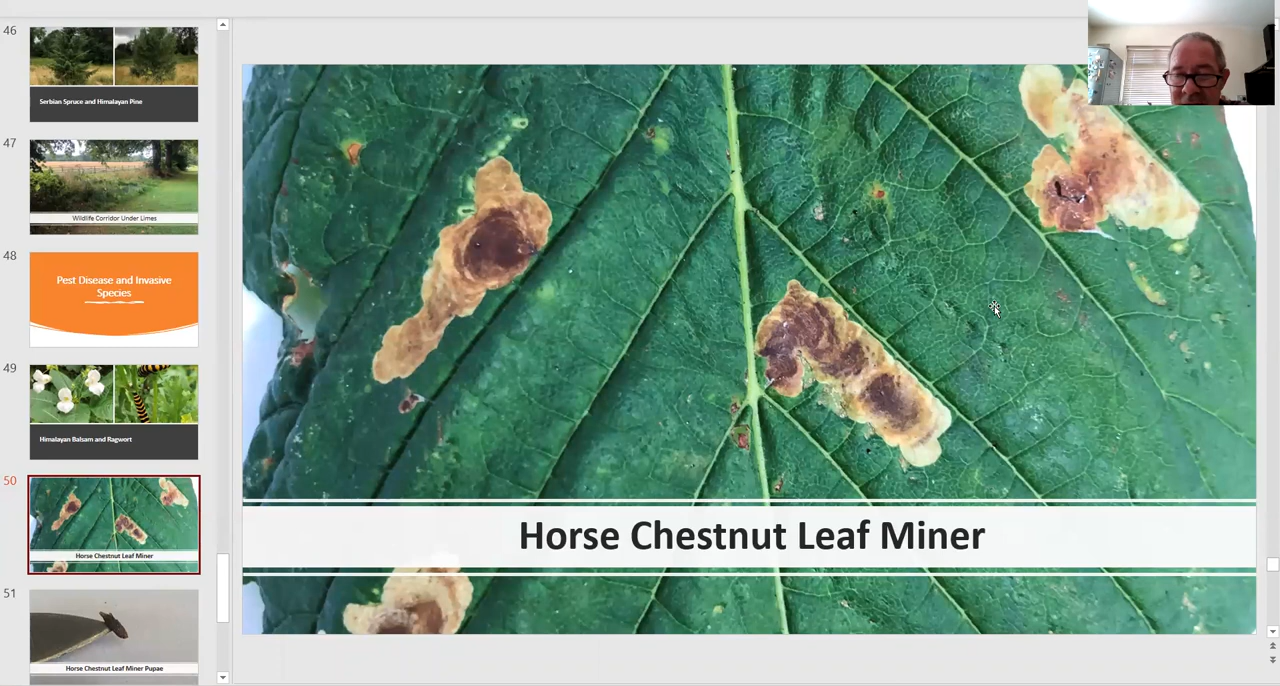 46
Serbian Spruce and Himalayan Pine
47
Wildlife Corridor Under Limes
48
Pest Disease and Invasive
Species
49
Himalayan Balsam and Ragwort
50
Horse Chestnut Leaf Miner
51
Horse Chestnut Leaf Miner Pupae
Horse Chestnut Leaf Miner